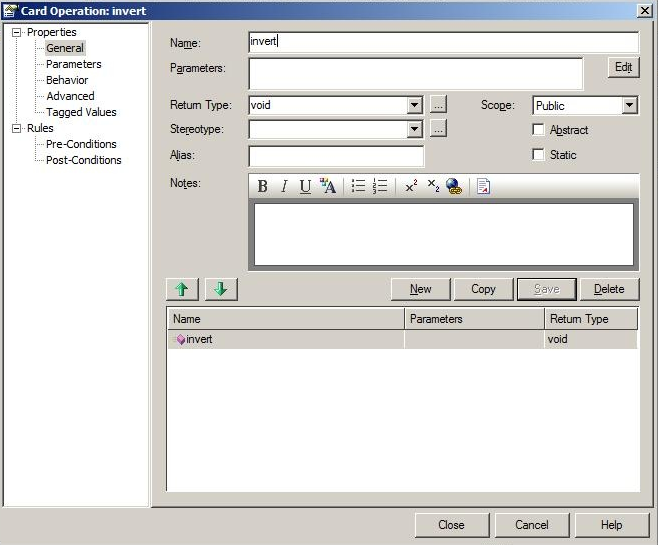 Card Operation: invert
Properties
General
Parameters
Behavior
Advanced
Tagged Values
Rules
Pre-Conditions
Post-Conditions
Name: invert
Parameters: Edit
Return Type: void ... Scope: Public
Stereotype: ... Abstract
Alias: Static
Notes: B I U A x² x₂
New Copy Save Delete
Name Parameters Return Type
invert void
Close Cancel Help